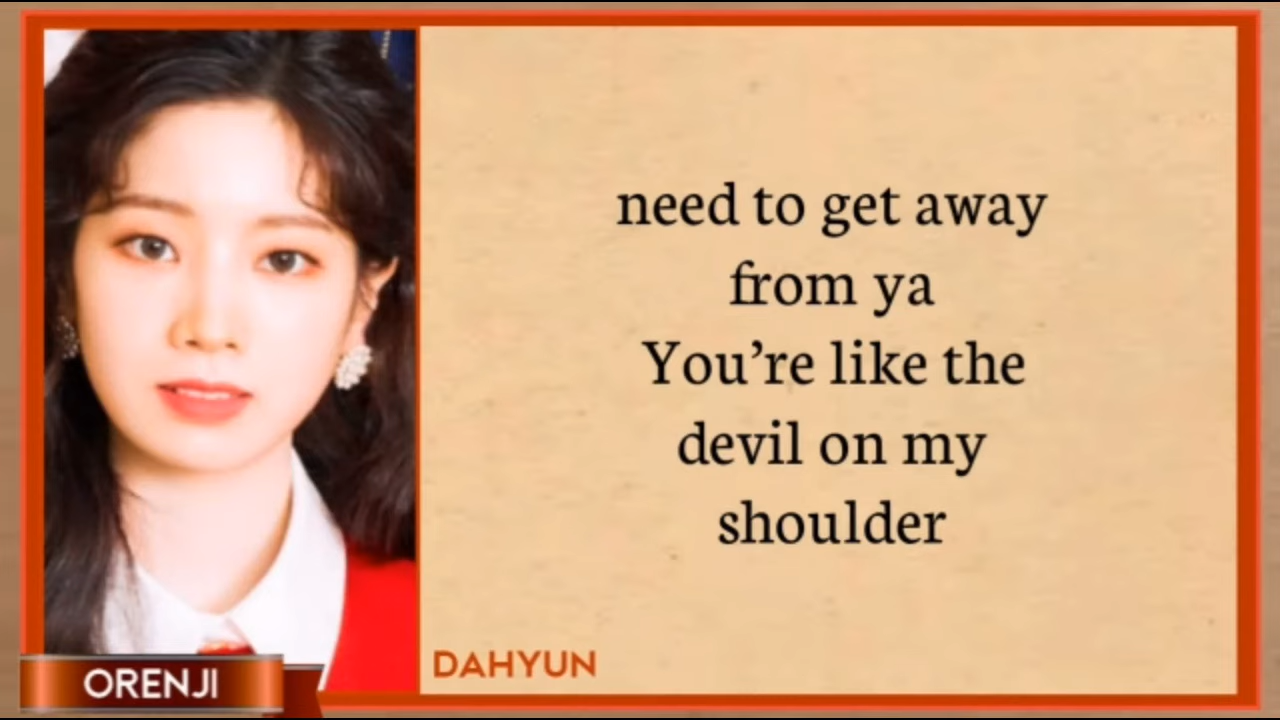 need to get away
from ya
You’re like the
devil on my
shoulder
DAHYUN
ORENJI